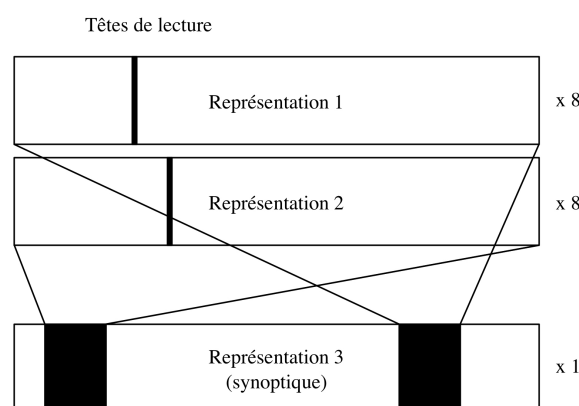 Têtes de lecture
Représentation 1
x 8
Représentation 2
x 8
Représentation 3
(synoptique)
x 1